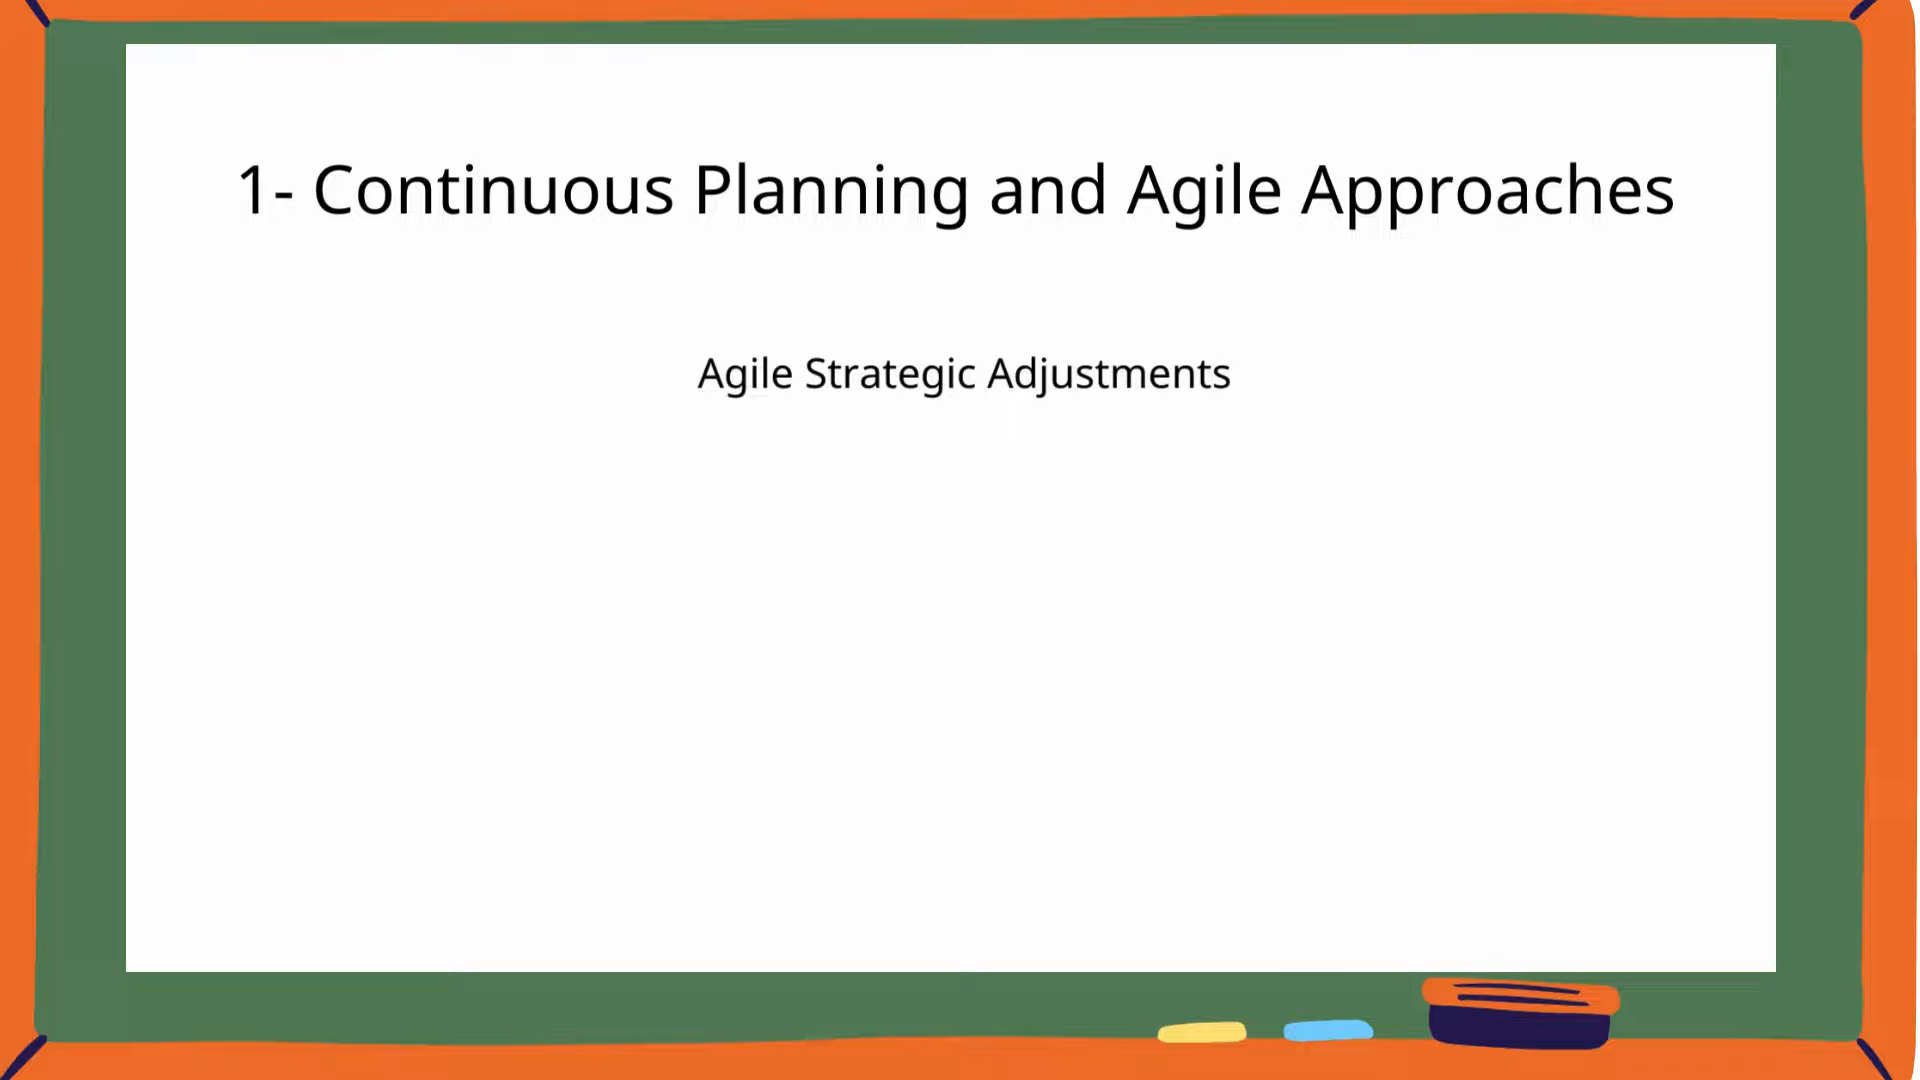 1- Continuous Planning and Agile Approaches
Agile Strategic Adjustments